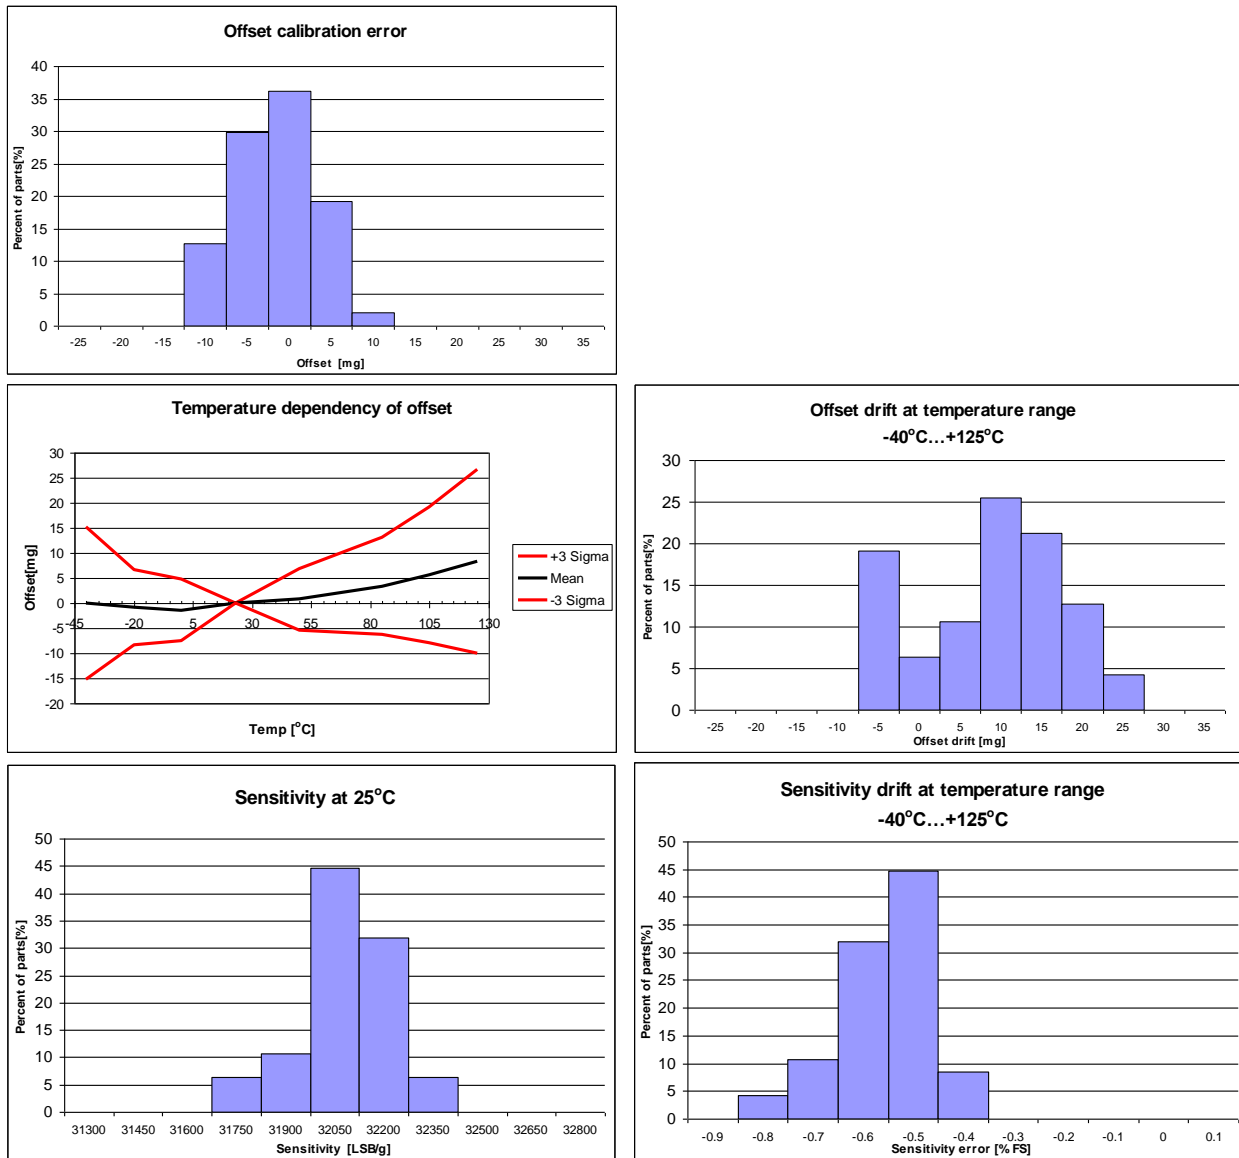 Offset calibration error
40
35
30
25
20
15
10
5
0
Percent of parts[%]
-25 -20 -15 -10 -5 0 5 10 15 20 25 30 35
Offset [mg]
Temperature dependency of offset
30
25
20
15
10
5
0
-5
-10
-15
-20
Offset[mg]
-45 -20 5 30 55 80 105 130
Temp [°C]
+3 Sigma
Mean
-3 Sigma
Offset drift at temperature range
-40°C...+125°C
30
25
20
15
10
5
0
Percent of parts[%]
-25 -20 -15 -10 -5 0 5 10 15 20 25 30 35
Offset drift [mg]
Sensitivity at 25°C
50
45
40
35
30
25
20
15
10
5
0
Percent of parts[%]
31300 31450 31600 31750 31900 32050 32200 32350 32500 32650 32800
Sensitivity [LSB/g]
Sensitivity drift at temperature range
-40°C...+125°C
50
45
40
35
30
25
20
15
10
5
0
Percent of parts[%]
-0.9 -0.8 -0.7 -0.6 -0.5 -0.4 -0.3 -0.2 -0.1 0 0.1
Sensitivity error [% FS]